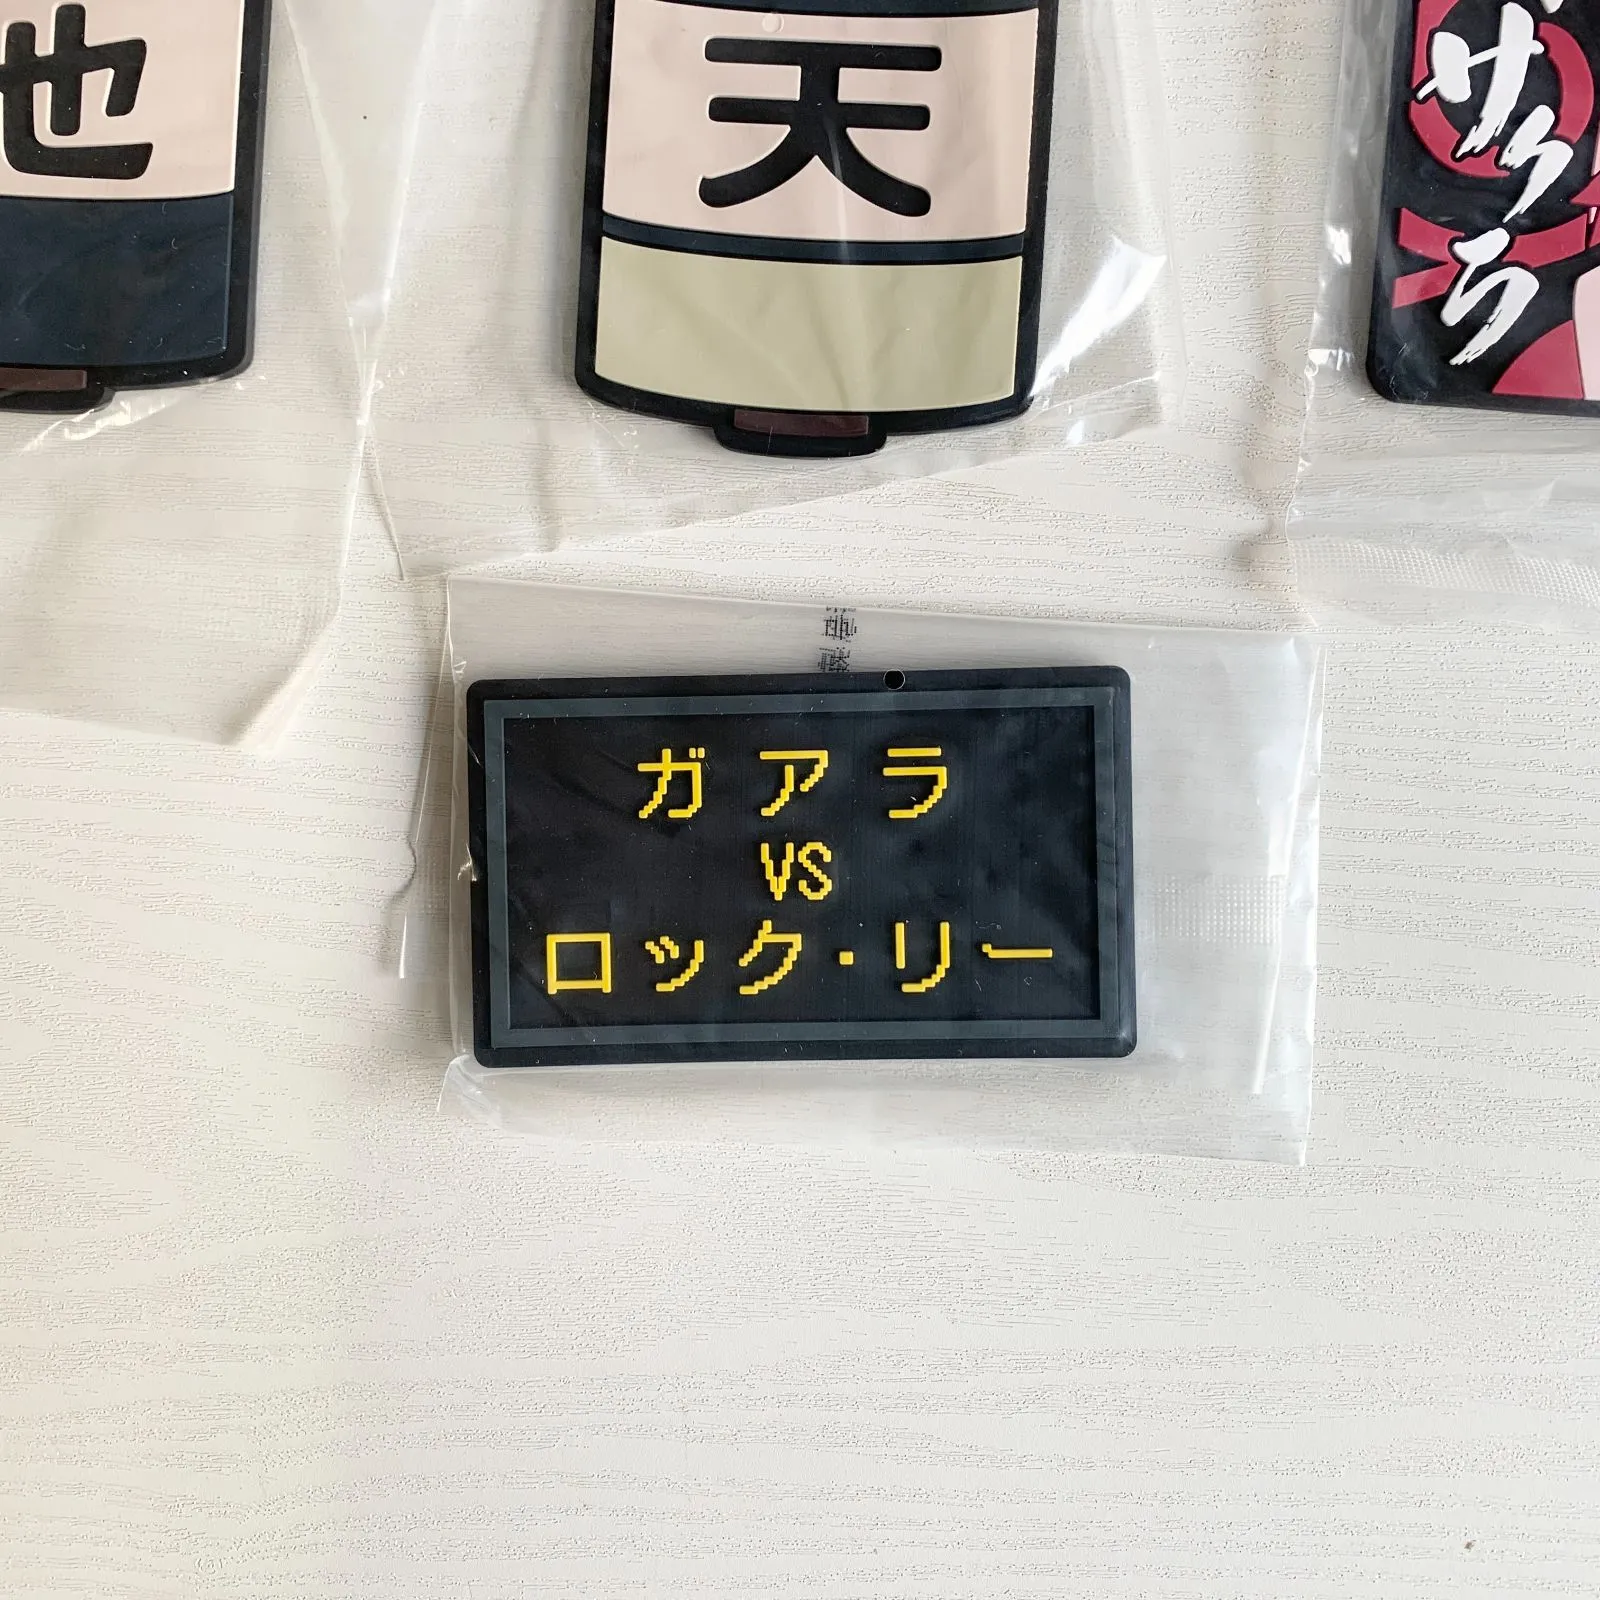 地
天
サクラ
ガアラ
VS
ロック・リー